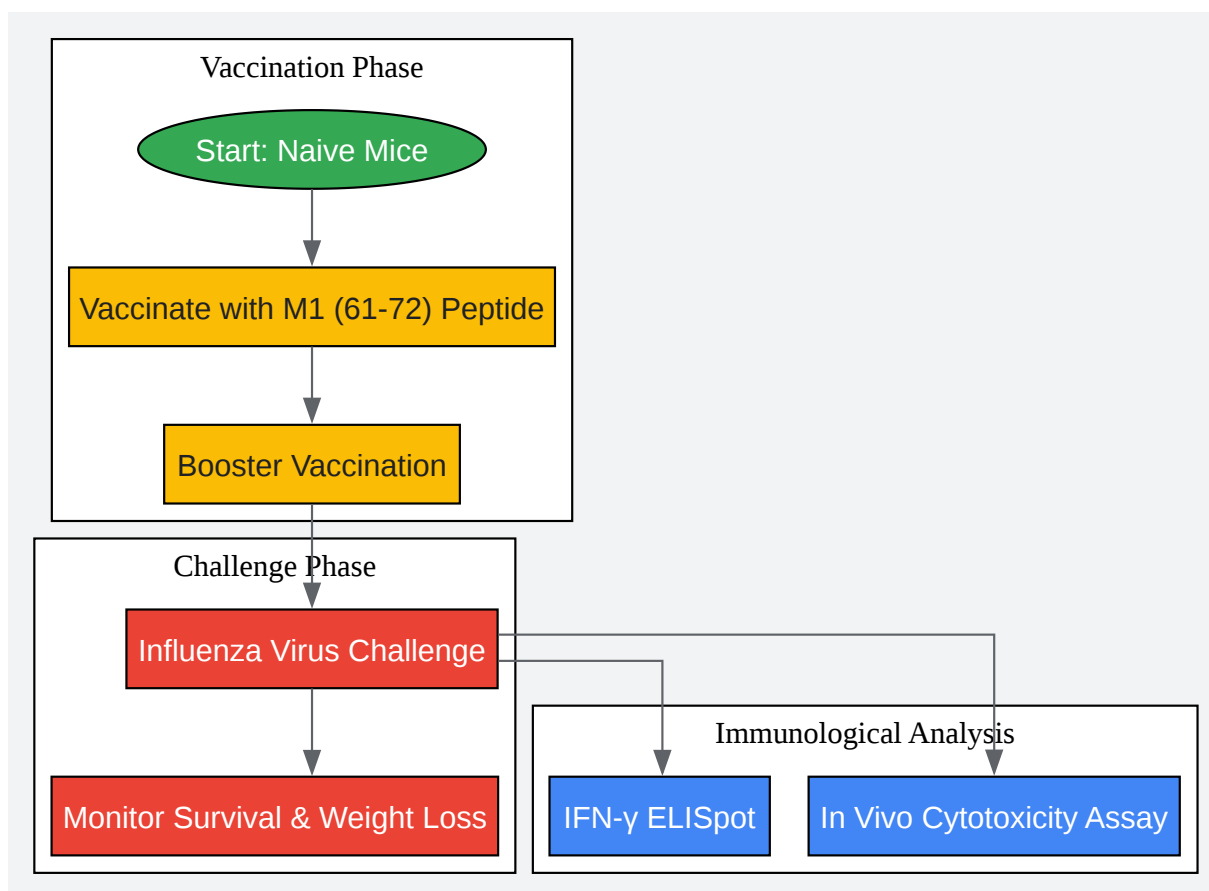 Vaccination Phase
Start: Naive Mice
Vaccinate with M1 (61-72) Peptide
Booster Vaccination
Challenge Phase
Influenza Virus Challenge
Monitor Survival & Weight Loss
Immunological Analysis
IFN-γ ELISpot
In Vivo Cytotoxicity Assay